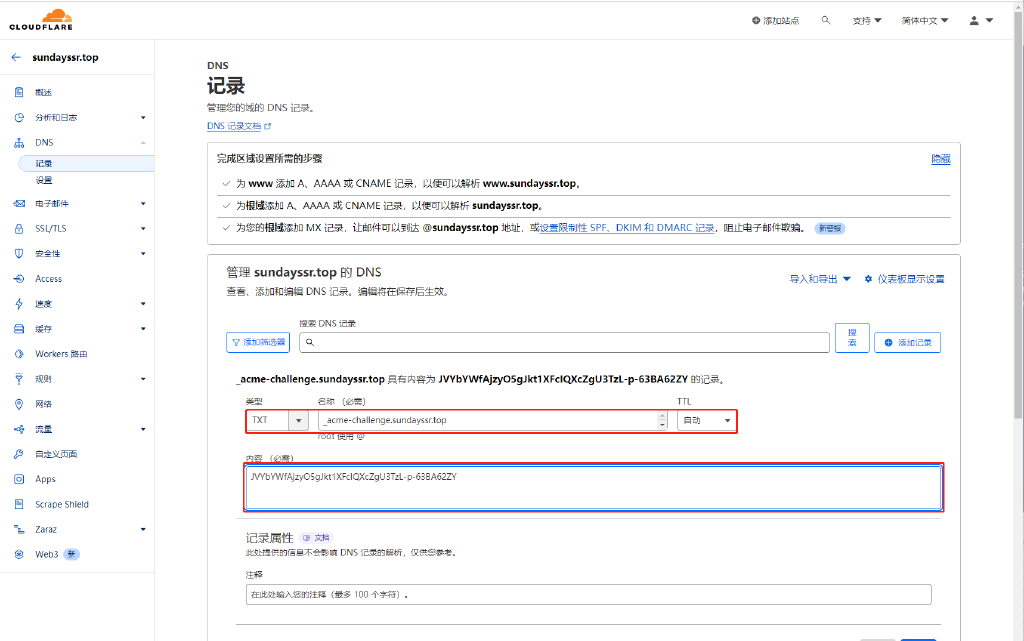 CLOUDFLARE
添加站点
支持
简体中文
sundayssr.top
概述
分析和日志
DNS
记录
设置
电子邮件
SSL/TLS
安全性
Access
速度
缓存
Workers 路由
规则
网络
流量
自定义页面
Apps
Scrape Shield
Zaraz
Web3 新
DNS
记录
管理您的域的 DNS 记录。
DNS 记录文档
完成区域设置所需的步骤
隐藏
为 www 添加 A、AAAA 或 CNAME 记录，以便可以解析 www.sundayssr.top。
为根域添加 A、AAAA 或 CNAME 记录，以便可以解析 sundayssr.top。
为您的根域添加 MX 记录，让邮件可以到达 @sundayssr.top 地址，或设置限制性 SPF、DKIM 和 DMARC 记录，阻止电子邮件欺骗。 新警报
管理 sundayssr.top 的 DNS
导入和导出
仪表板显示设置
查看、添加和编辑 DNS 记录。编辑将在保存后生效。
搜索 DNS 记录
添加筛选器
搜索
添加记录
_acme-challenge.sundayssr.top 具有内容为 JVYbYWfAjzyO5gJkt1XFcIQXcZgU3TzL-p-63BA62ZY 的记录。
类型
名称 （必需）
TTL
TXT
_acme-challenge.sundayssr.top
自动
root 使用 @
内容 （必需）
JVYbYWfAjzyO5gJkt1XFcIQXcZgU3TzL-p-63BA62ZY
记录属性 文档
此处提供的信息不会影响 DNS 记录的解析，仅供您参考。
注释
在此处输入您的注释（最多 100 个字符）。